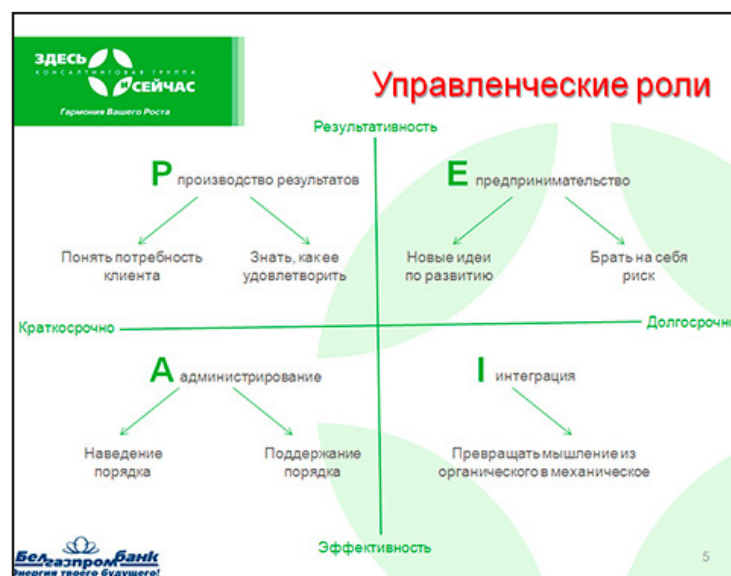 ЗДЕСЬ
КОНСАЛТИНГОВАЯ ГРУППА
И СЕЙЧАС
Гармония Вашего Роста
Управленческие роли
Результативность
P производство результатов
E предпринимательство
Понять потребность
клиента
Знать, как ее
удовлетворить
Новые идеи
по развитию
Брать на себя
риск
Краткосрочно
Долгосрочно
A администрирование
I интеграция
Наведение
порядка
Поддержание
порядка
Превращать мышление из
органического в механическое
Эффективность
Белгазпромбанк
Энергия твоего будущего!
5